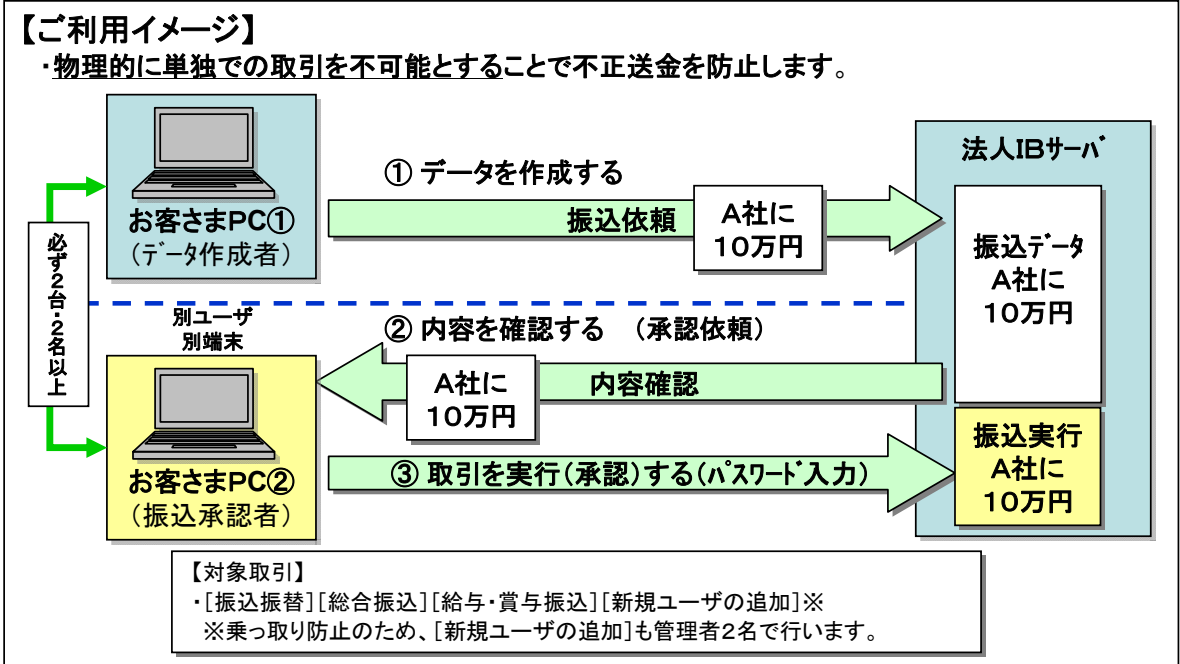 【ご利用イメージ】
・物理的に単独での取引を不可能とすることで不正送金を防止します。
お客さまPC①
（ﾃﾞｰﾀ作成者）
① データを作成する
振込依頼
A社に
１０万円
法人IBｻｰﾊﾞ
振込ﾃﾞｰﾀ
A社に
１０万円
必ず２台・２名以上
別ユーザ
別端末
② 内容を確認する （承認依頼）
A社に
１０万円
内容確認
お客さまPC②
（振込承認者）
③ 取引を実行（承認）する（ﾊﾟｽﾜｰﾄﾞ入力）
振込実行
A社に
１０万円
【対象取引】
・[振込振替][総合振込][給与・賞与振込][新規ユーザの追加]※
※乗っ取り防止のため、[新規ユーザの追加]も管理者２名で行います。